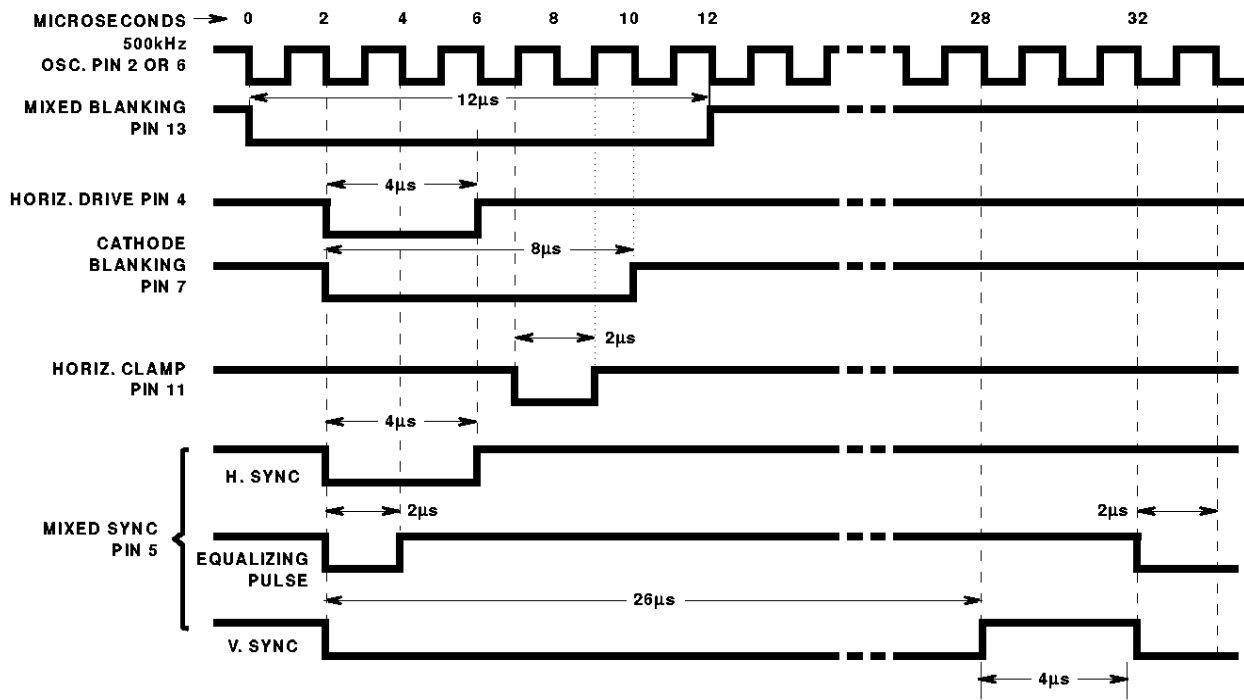 MICROSECONDS 0 2 4 6 8 10 12 28 32
500kHz
OSC. PIN 2 OR 6
12µs
MIXED BLANKING
PIN 13
4µs
HORIZ. DRIVE PIN 4
CATHODE
BLANKING
PIN 7
8µs
2µs
HORIZ. CLAMP
PIN 11
4µs
H. SYNC
2µs 2µs
MIXED SYNC
PIN 5
EQUALIZING
PULSE
26µs
V. SYNC
4µs